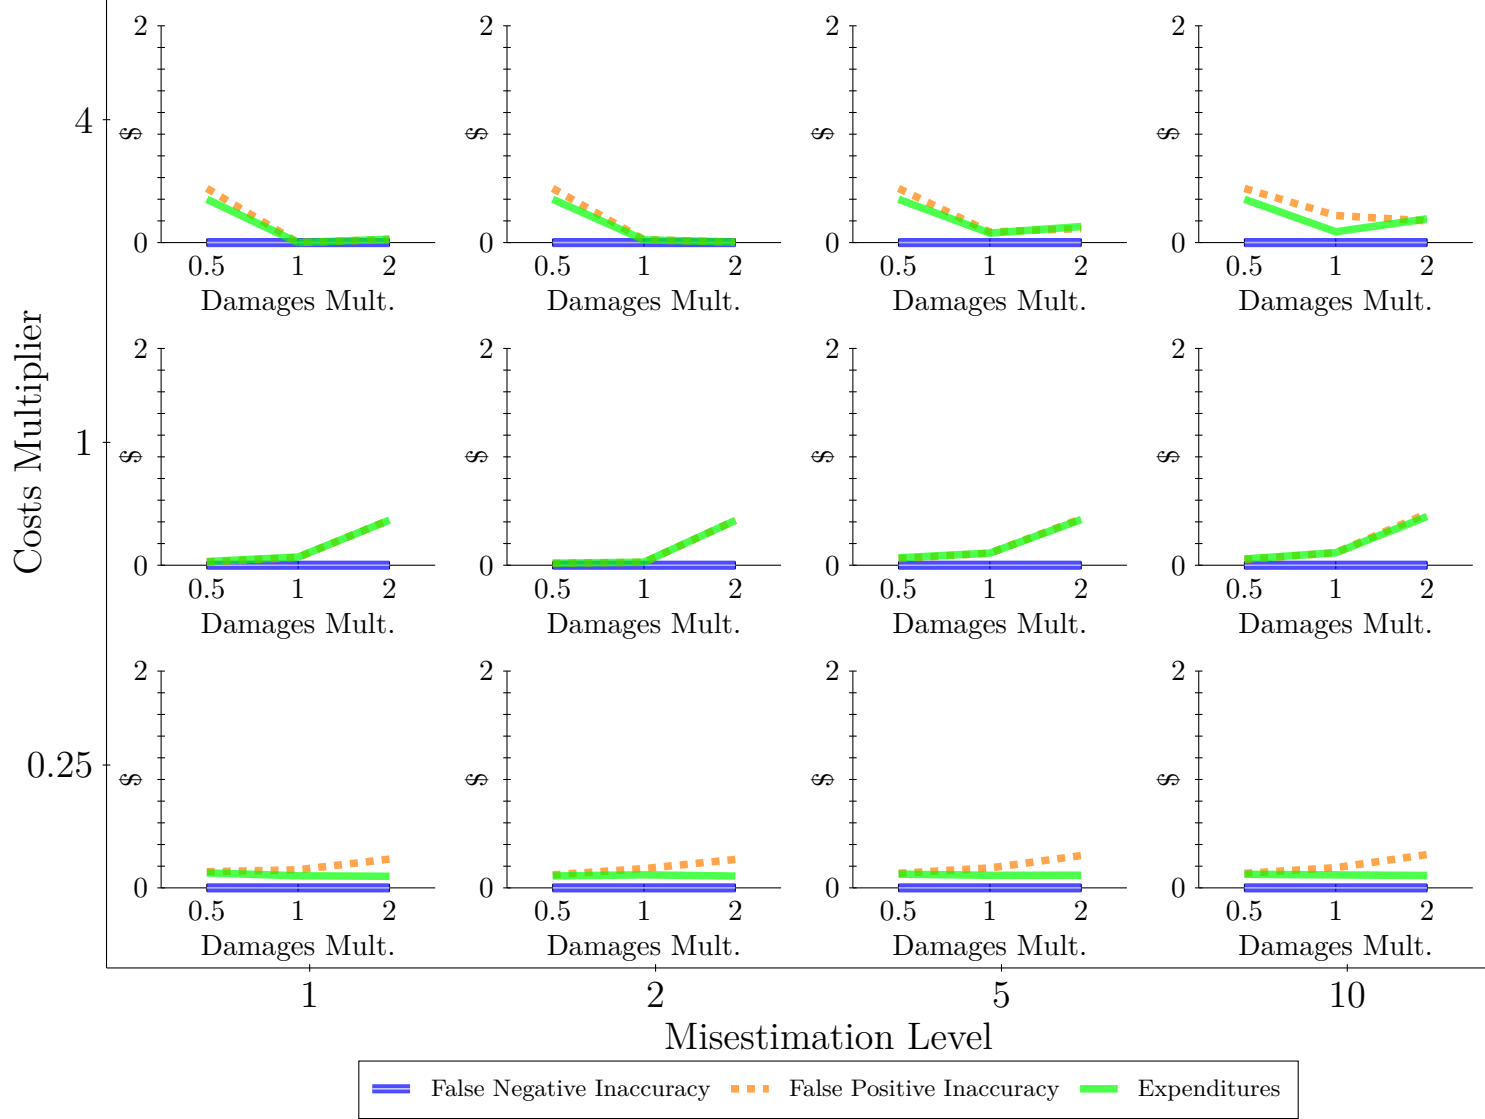 2
2
2
2
4
$
$
$
$
0
0
0
0
0.5 1 2
0.5 1 2
0.5 1 2
0.5 1 2
Damages Mult.
Damages Mult.
Damages Mult.
Damages Mult.
Costs Multiplier
2
2
2
2
1
$
$
$
$
0
0
0
0
0.5 1 2
0.5 1 2
0.5 1 2
0.5 1 2
Damages Mult.
Damages Mult.
Damages Mult.
Damages Mult.
2
2
2
2
0.25
$
$
$
$
0
0
0
0
0.5 1 2
0.5 1 2
0.5 1 2
0.5 1 2
Damages Mult.
Damages Mult.
Damages Mult.
Damages Mult.
1 2 5 10
Misestimation Level
False Negative Inaccuracy False Positive Inaccuracy Expenditures